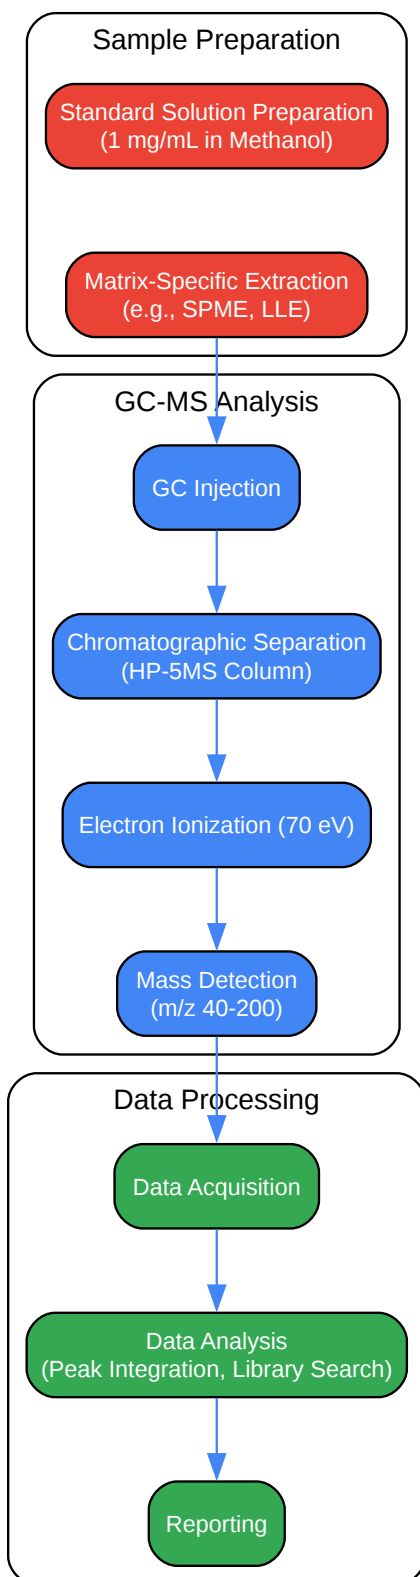 Sample Preparation
Standard Solution Preparation
(1 mg/mL in Methanol)
Matrix-Specific Extraction
(e.g., SPME, LLE)
GC-MS Analysis
GC Injection
Chromatographic Separation
(HP-5MS Column)
Electron Ionization (70 eV)
Mass Detection
(m/z 40-200)
Data Processing
Data Acquisition
Data Analysis
(Peak Integration, Library Search)
Reporting